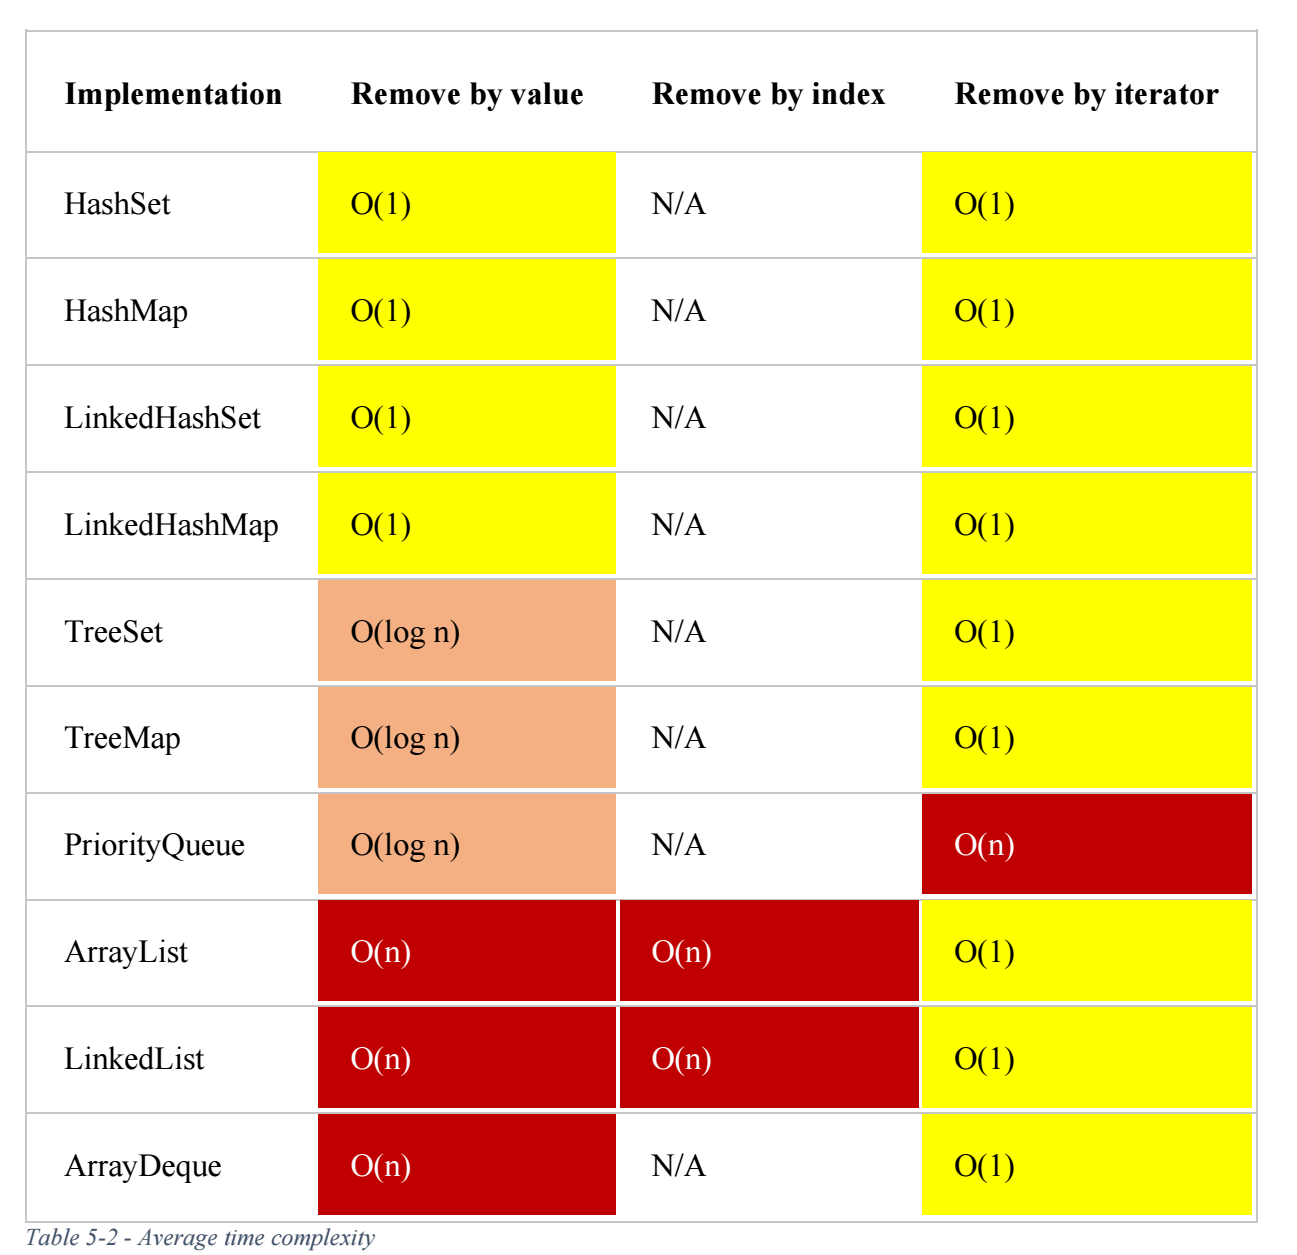 Implementation Remove by value Remove by index Remove by iterator
HashSet O(1) N/A O(1)
HashMap O(1) N/A O(1)
LinkedHashSet O(1) N/A O(1)
LinkedHashMap O(1) N/A O(1)
TreeSet O(log n) N/A O(1)
TreeMap O(log n) N/A O(1)
PriorityQueue O(log n) N/A O(n)
ArrayList O(n) O(n) O(1)
LinkedList O(n) O(n) O(1)
ArrayDeque O(n) N/A O(1)
Table 5-2 - Average time complexity